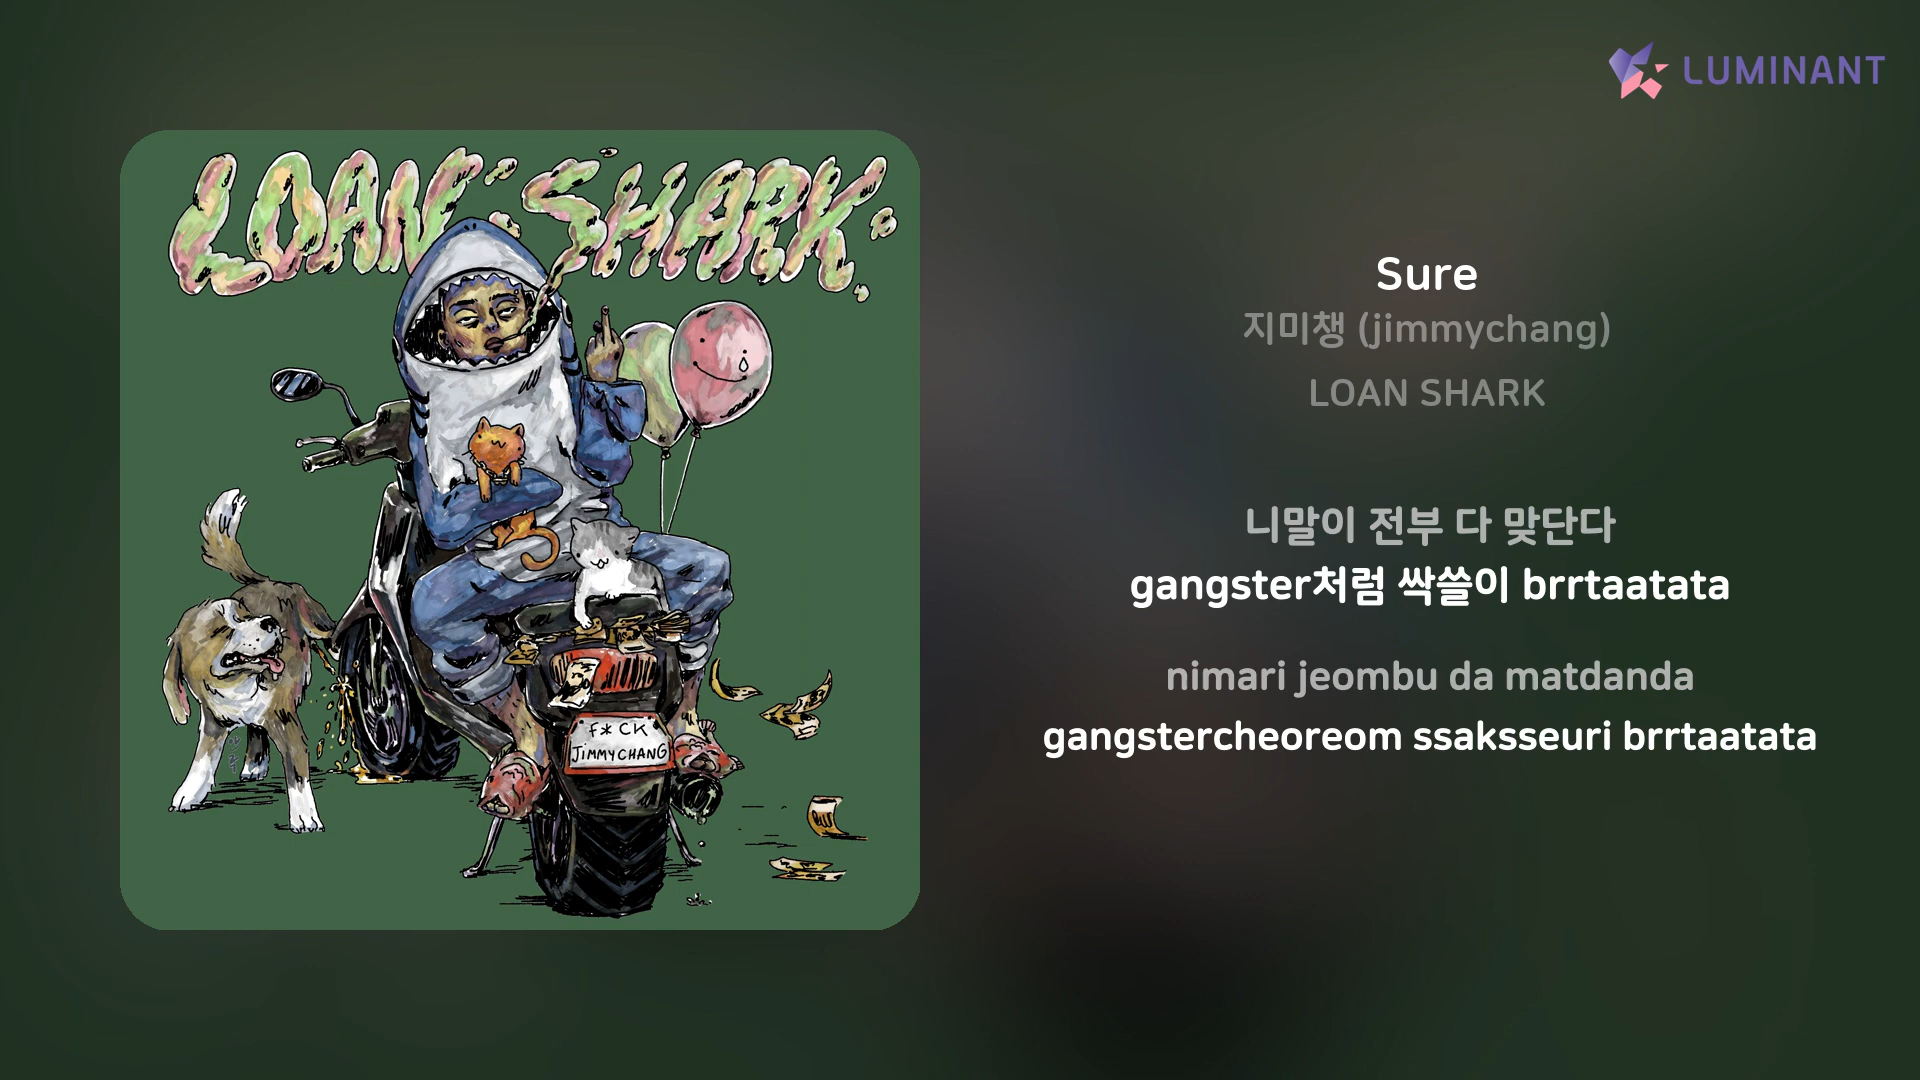 LUMINANT
LOAN SHARK
F*CK
JIMMYCHANG
Sure
지미챙 (jimmychang)
LOAN SHARK
니말이 전부 다 맞단다
gangster처럼 싹쓸이 brrtaatata
nimari jeombu da matdanda
gangstercheoreom ssaksseuri brrtaatata